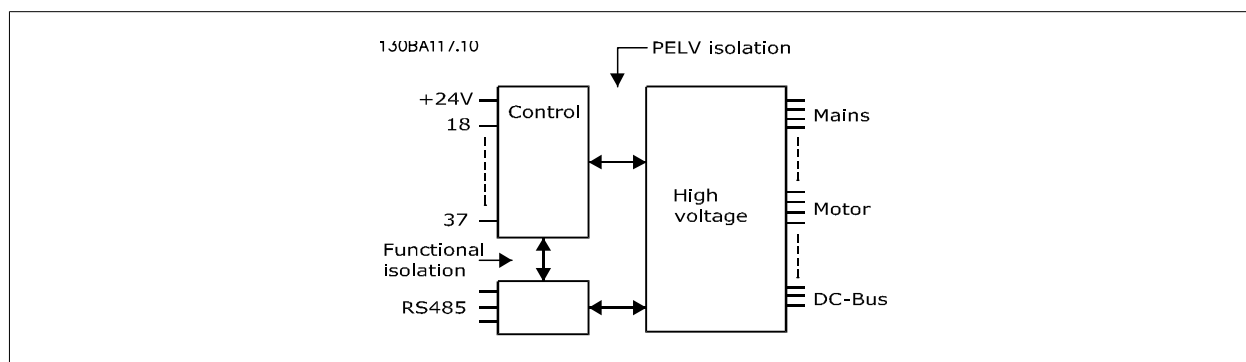 130BA117.10
PELV isolation
+24V
Control
18
Mains
High
voltage
37
Motor
Functional
isolation
RS485
DC-Bus